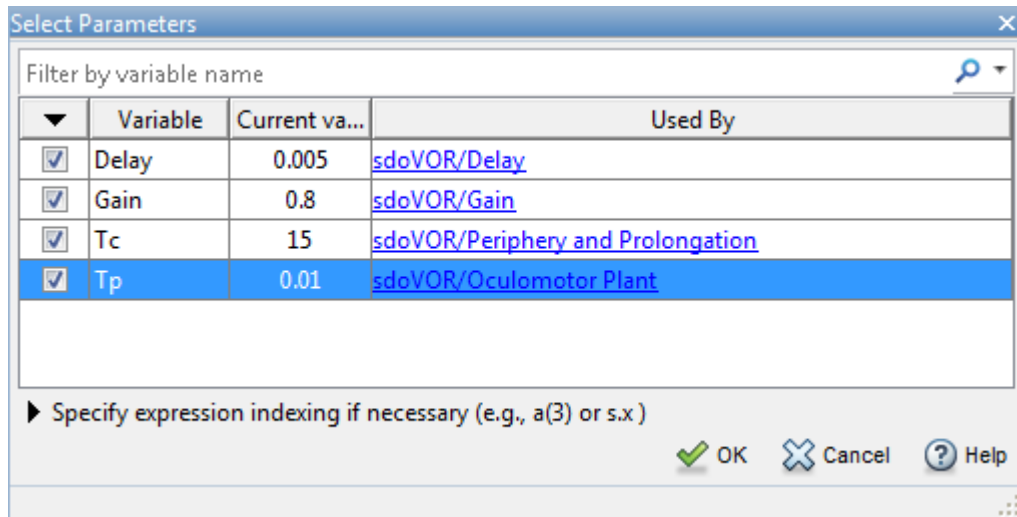 Select Parameters
Filter by variable name
Variable Current va... Used By
Delay 0.005 sdoVOR/Delay
Gain 0.8 sdoVOR/Gain
Tc 15 sdoVOR/Periphery and Prolongation
Tp 0.01 sdoVOR/Oculomotor Plant
Specify expression indexing if necessary (e.g., a(3) or s.x )
OK Cancel Help